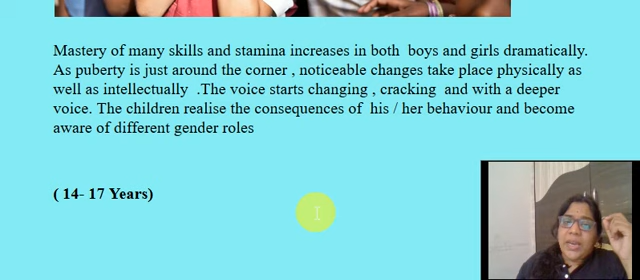 Mastery of many skills and stamina increases in both  boys and girls dramatically.
As puberty is just around the corner , noticeable changes take place physically as
well as intellectually  .The voice starts changing , cracking  and with a deeper
voice. The children realise the consequences of  his / her behaviour and become
aware of different gender roles
( 14- 17 Years)